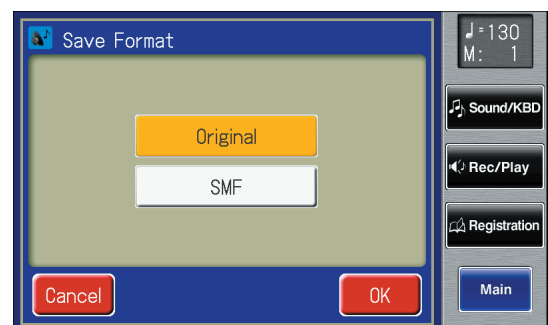 Save Format
Original
SMF
Cancel
OK
♩=130
M: 1
Sound/KBD
Rec/Play
Registration
Main